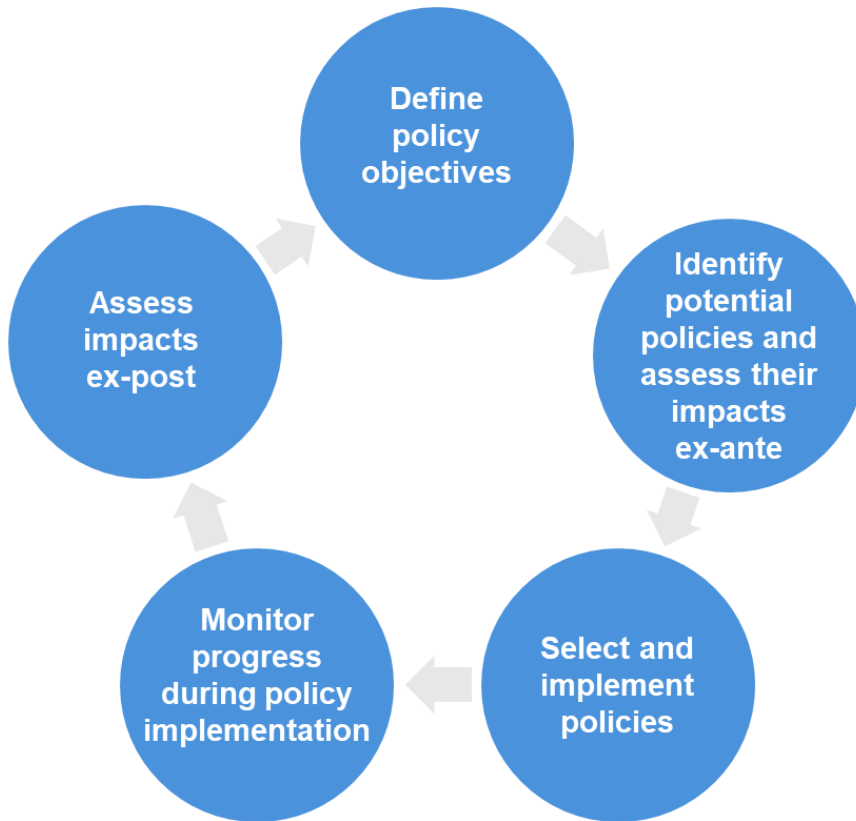 Define
policy
objectives
Identify
potential
policies and
assess their
impacts
ex-ante
Select and
implement
policies
Monitor
progress
during policy
implementation
Assess
impacts
ex-post